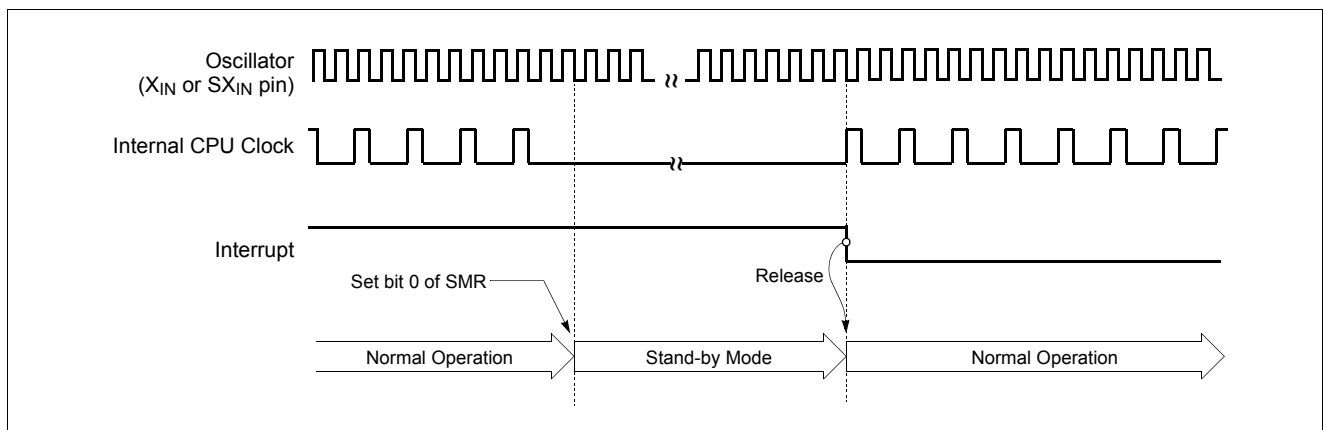 Oscillator
(XIN or SXIN pin)
Internal CPU Clock
Interrupt
Set bit 0 of SMR
Release
Normal Operation
Stand-by Mode
Normal Operation